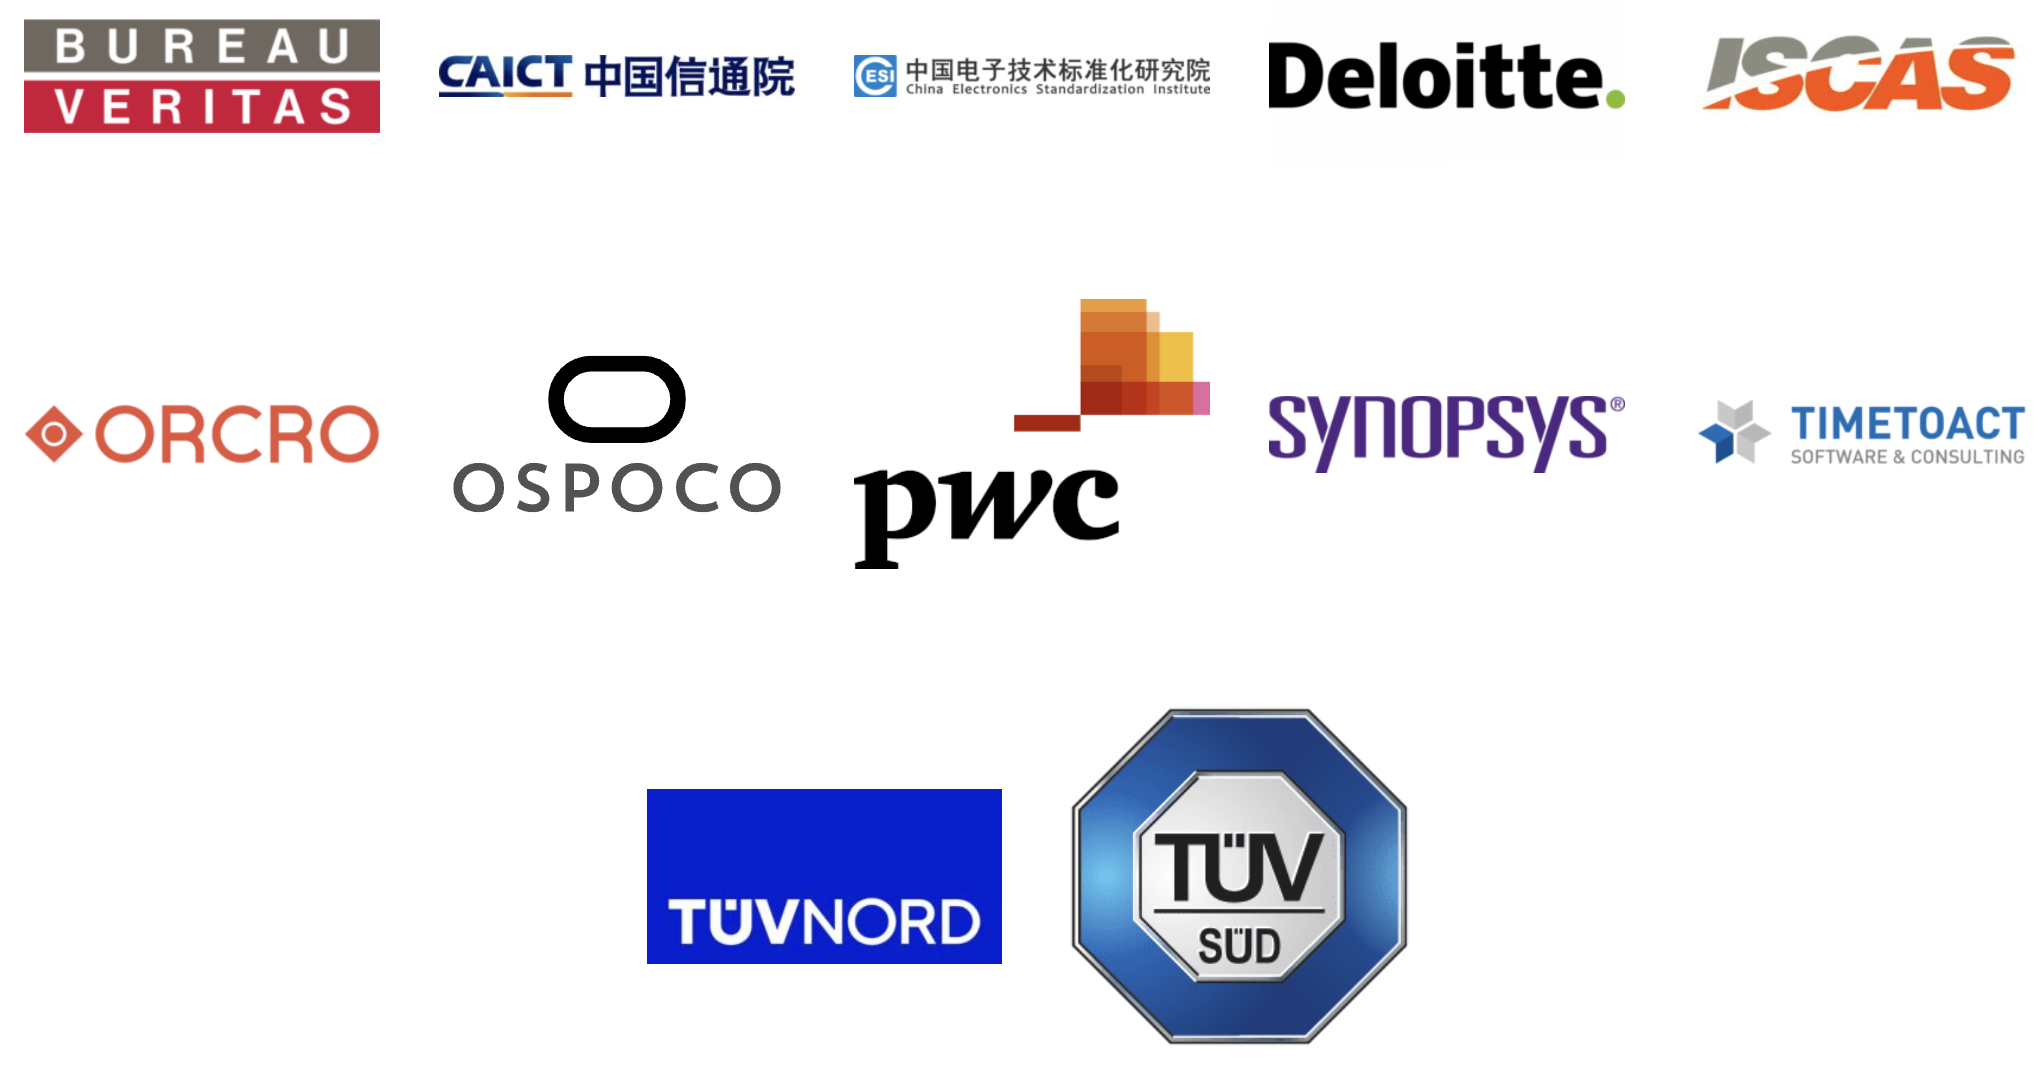 BUREAU
VERITAS
CAICT 中国信通院
CESI 中国电子技术标准化研究院
China Electronics Standardization Institute
Deloitte.
ISCAS
ORCRO
OSPOCO
pwc
SYNOPSYS®
TIMETOACT
SOFTWARE & CONSULTING
TÜVNORD
TÜV
SÜD